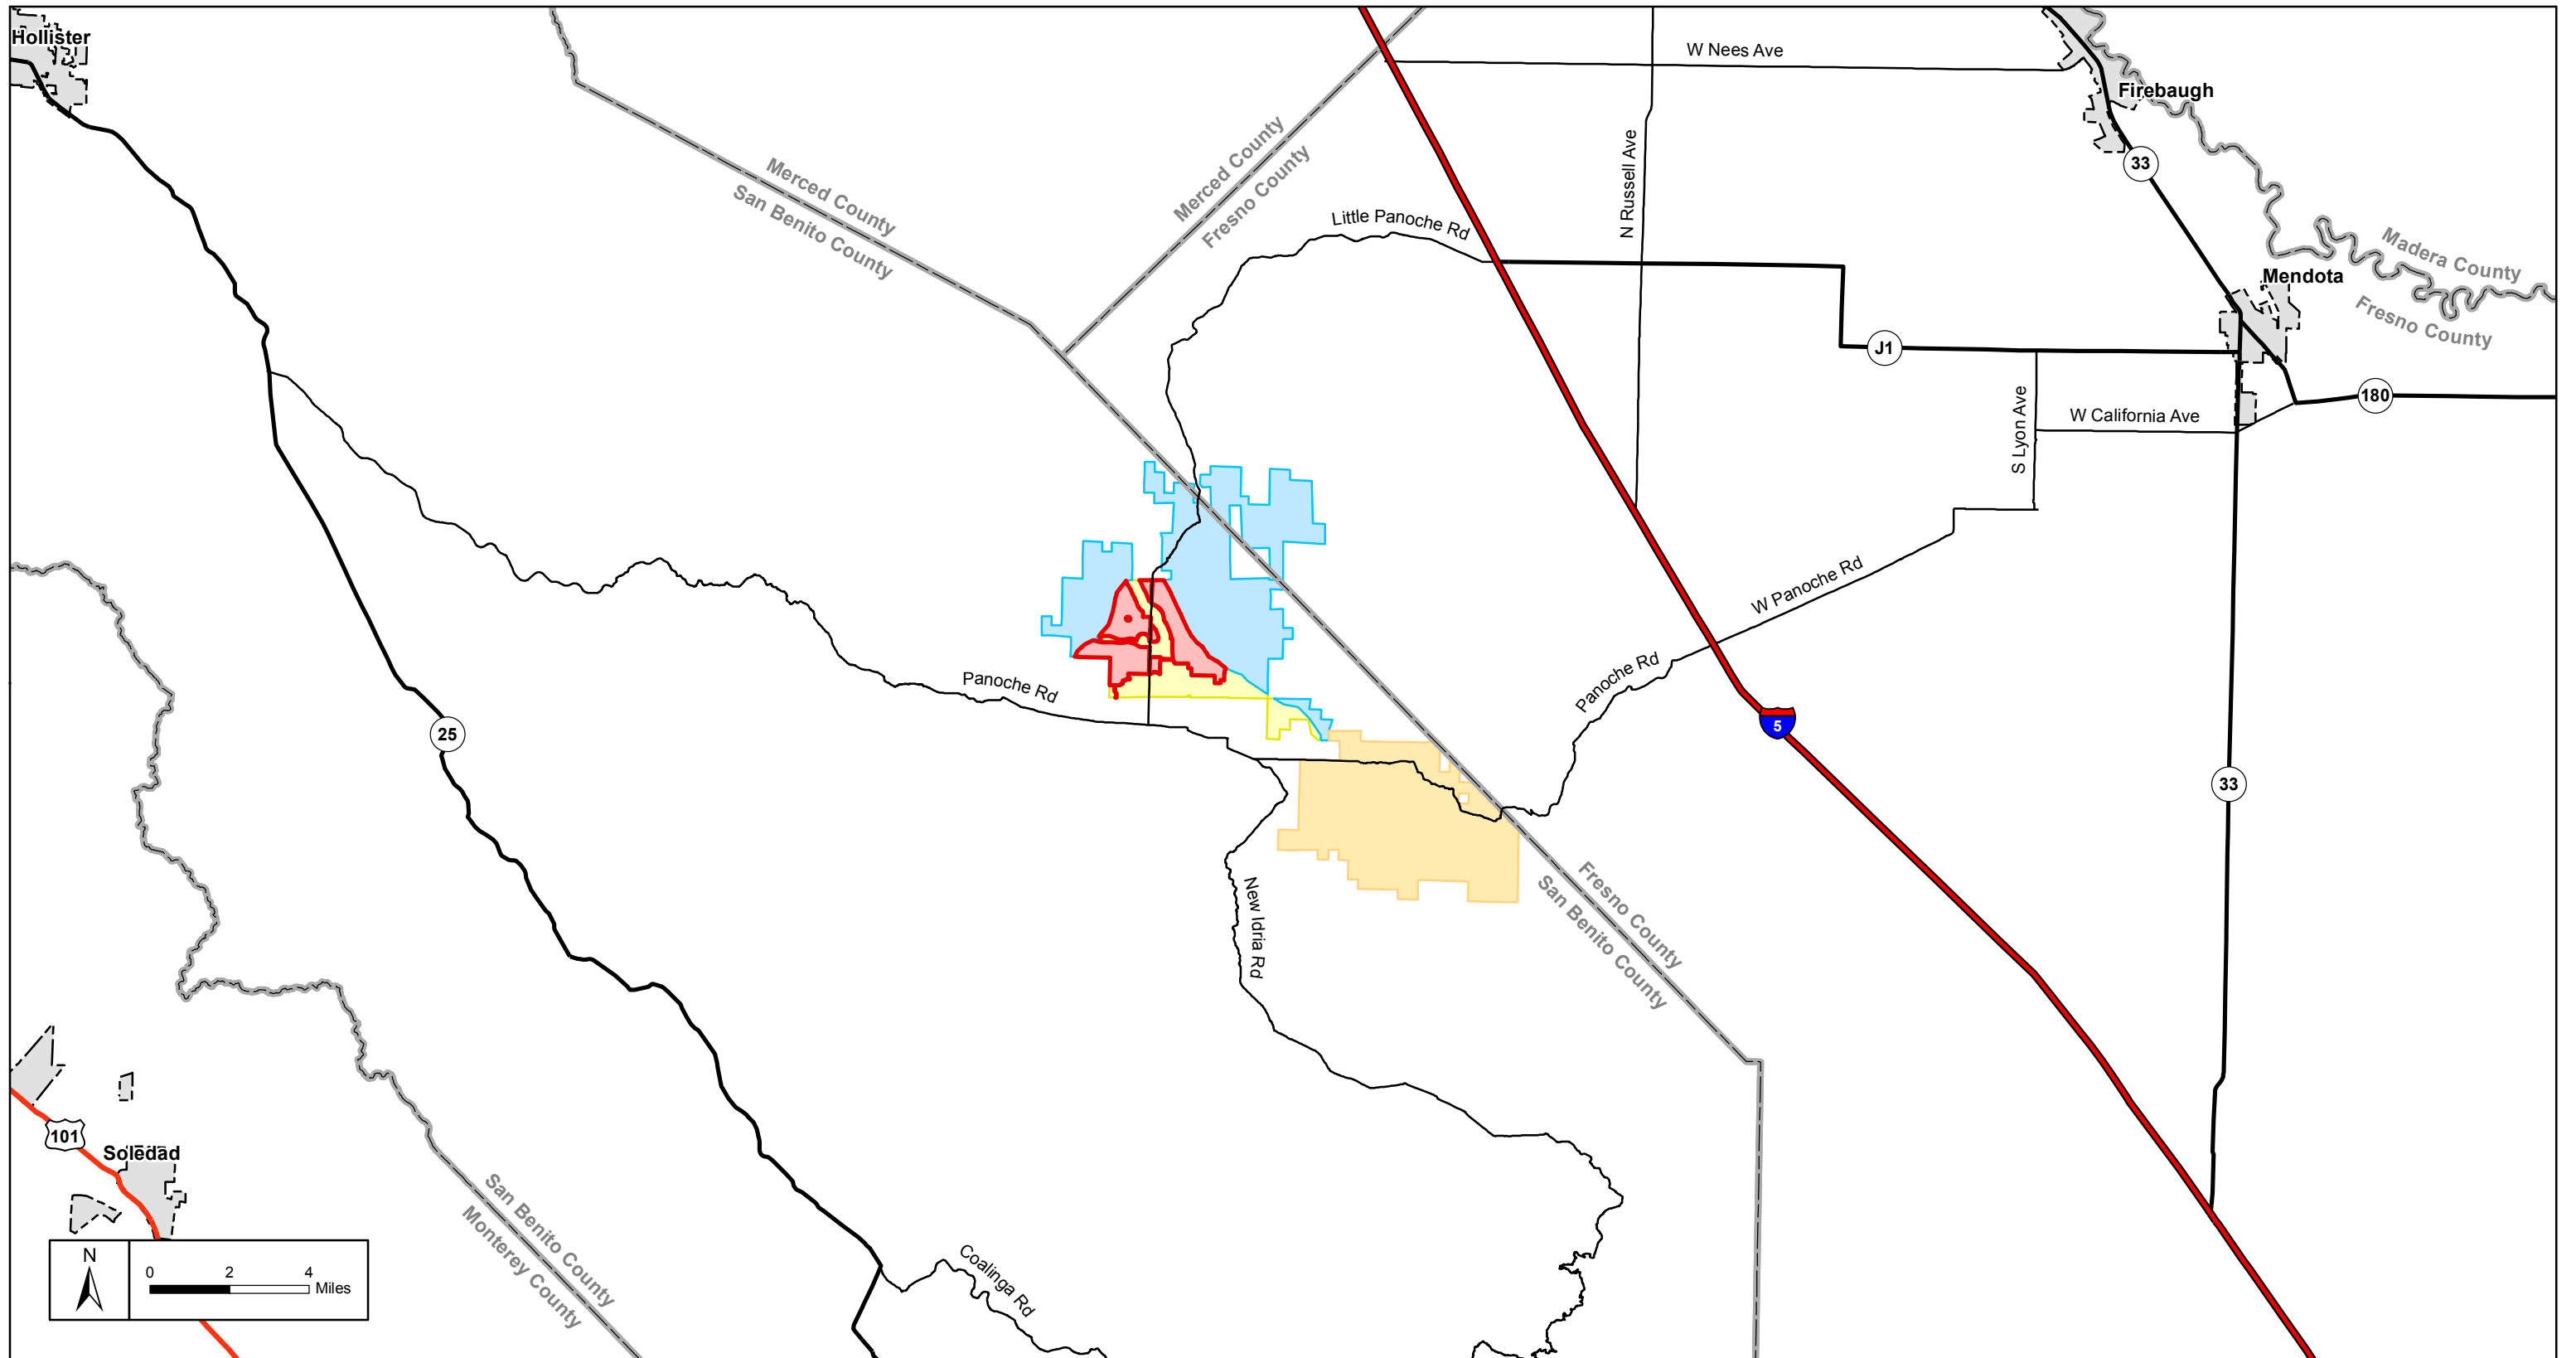 Hollister
W Nees Ave
Firebaugh
33
N Russell Ave
Merced County
San Benito County
Merced County
Fresno County
Little Panoche Rd
Madera County
Fresno County
Mendota
J1
180
S Lyon Ave
W California Ave
W Panoche Rd
Panoche Rd
Panoche Rd
25
5
33
New Idria Rd
Fresno County
San Benito County
101
Soledad
San Benito County
Monterey County
Coalinga Rd
N
0 2 4
Miles